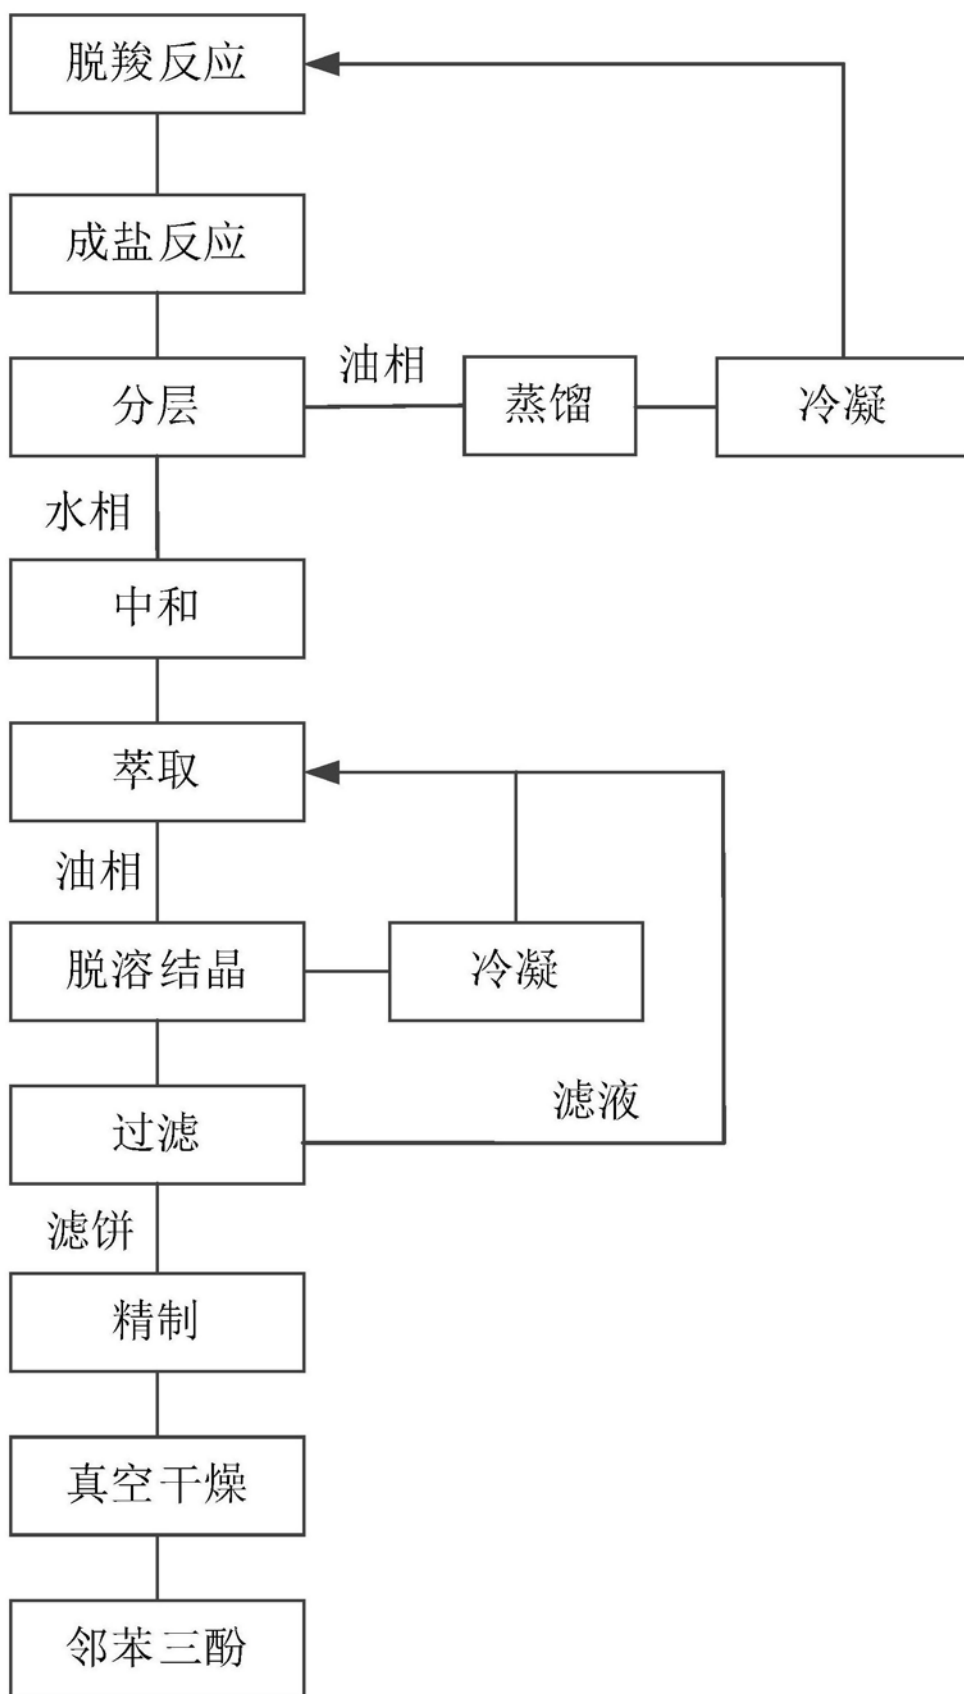 脱羧反应
成盐反应
分层
油相
蒸馏
冷凝
水相
中和
萃取
油相
脱溶结晶
冷凝
过滤
滤液
滤饼
精制
真空干燥
邻苯三酚